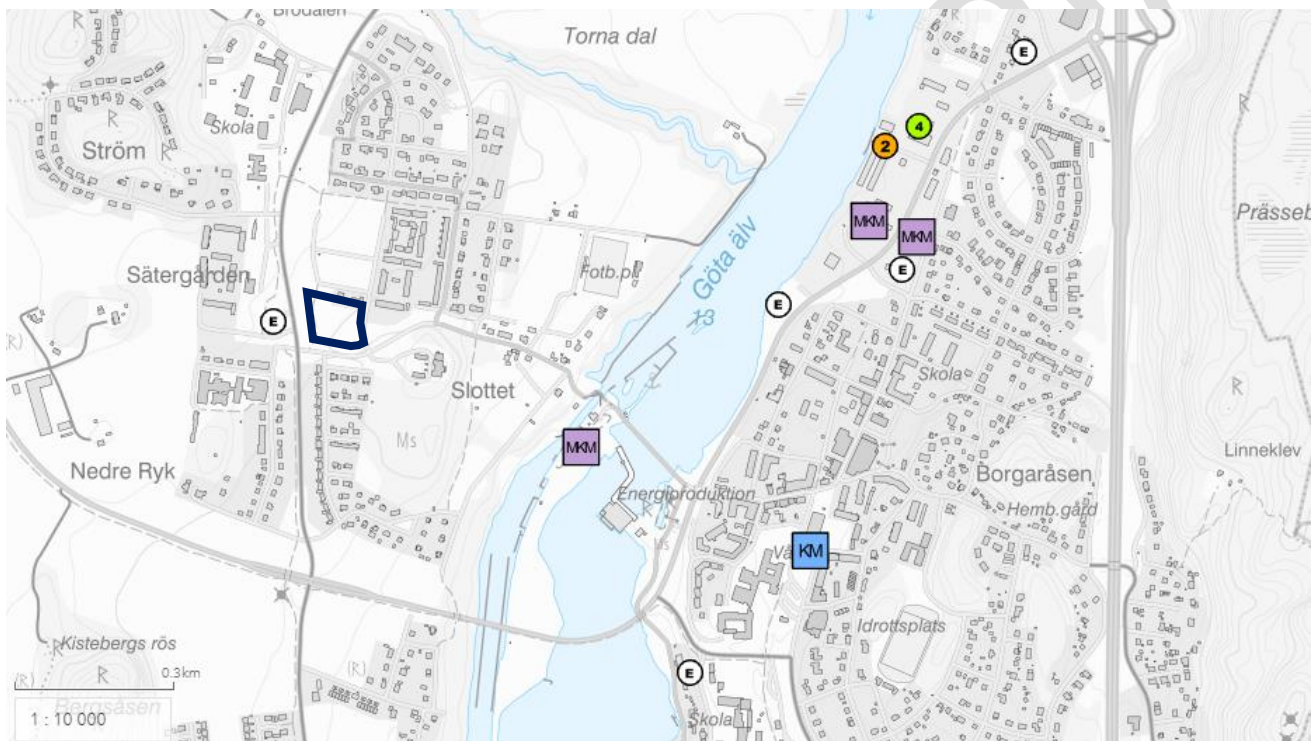 Brodalen
R
Torna dal
E
R
Skola
R
Ström
R
4
2
Göta älv
13
MKM
MKM
E
Sätergården
Fotb.pl
E
E
R
Slottet
Skola
R
Ms
MKM
Linneklev
Nedre Ryk
Borgaråsen
Energiproduktion
R
Hemb.gård
Ms
KM
Idrottsplats
Kistebergs rös
R
(R)
(R)
R
0.3km
E
Bergsåsen
1 : 10 000
Skola